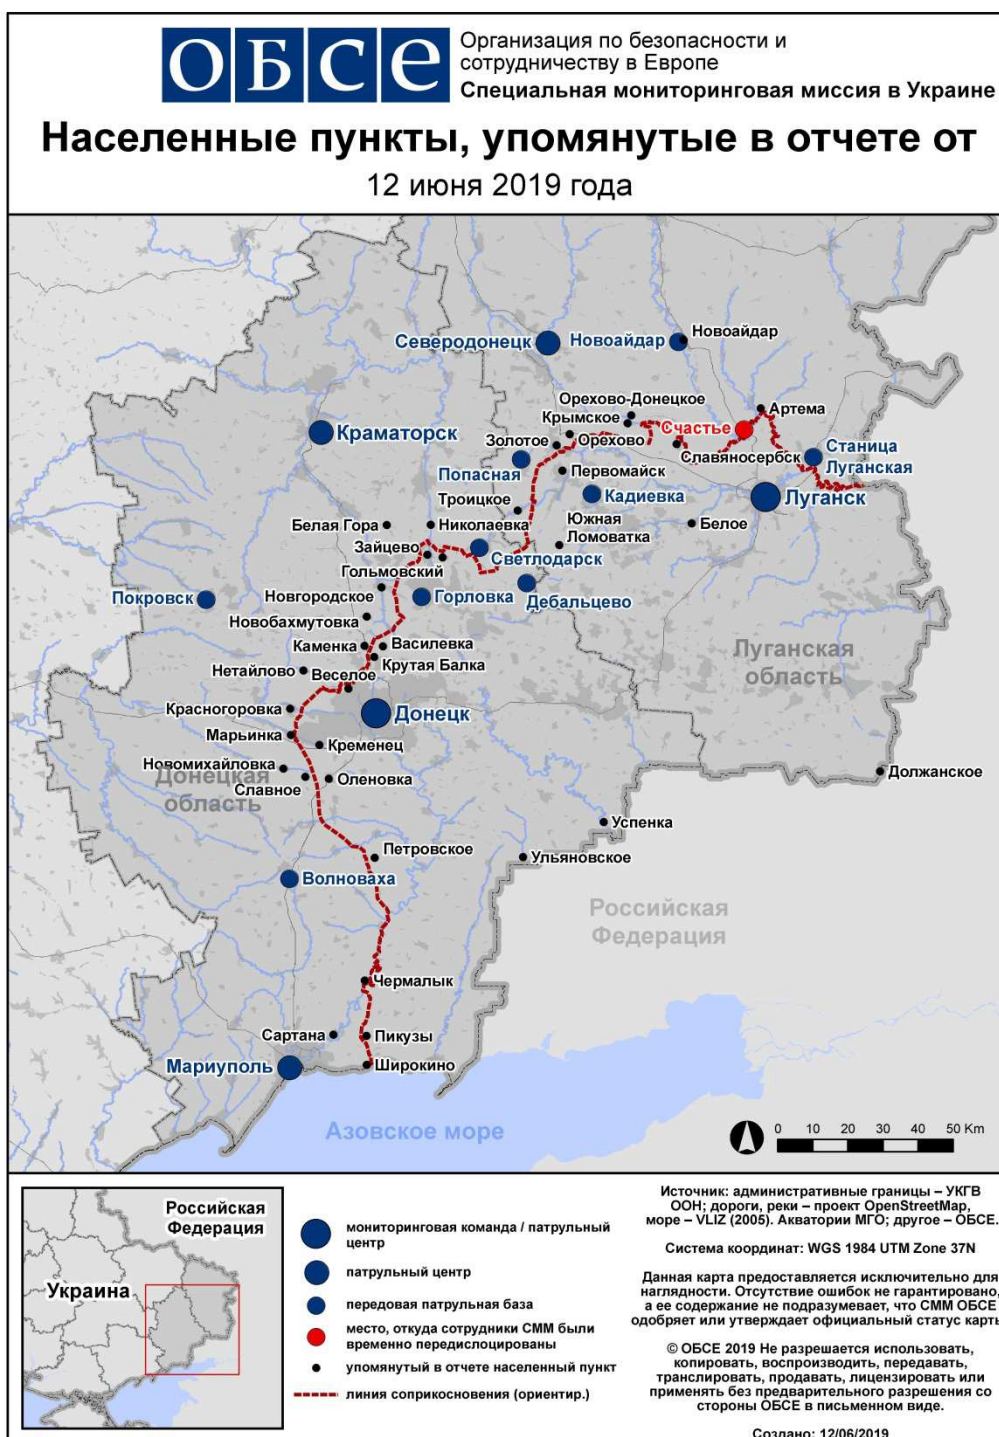 ОБСЕ
Организация по безопасности и
сотрудничеству в Европе
Специальная мониторинговая миссия в Украине
Населенные пункты, упомянутые в отчете от
12 июня 2019 года
Северодонецк
Новоайдар
Новоайдар
Орехово-Донецкое
Артема
Крымское
Счастье
Краматорск
Золотое
Орехово
Славяносербск
Станица
Луганская
Попасная
Первомайск
Кадиевка
Луганск
Троицкое
Белая Гора
Николаевка
Южная
Ломоватка
Белое
Зайцево
Светлодарск
Гольмовский
Покровск
Новгородское
Горловка
Дебальцево
Новобахмутовка
Каменка
Василевка
Крутая Балка
Луганская
область
Нетайлово
Веселое
Красногоровка
Донецк
Марьинка
Кременец
Новомихайловка
Донецкая
область
Славное
Оленовка
Должанское
Успенка
Петровское
Ульяновское
Волноваха
Российская
Федерация
Чермалык
Сартана
Пикузы
Мариуполь
Широкино
Азовское море
0 10 20 30 40 50 Km
Российская
Федерация
Украина
мониторинговая команда / патрульный
центр
патрульный центр
передовая патрульная база
место, откуда сотрудники СММ были
временно передислоцированы
упомянутый в отчете населенный пункт
линия соприкосновения (ориентир.)
Источник: административные границы – УКГВ
ООН; дороги, реки – проект OpenStreetMap,
море – VLIZ (2005). Акватории МГО; другое – ОБСЕ.
Система координат: WGS 1984 UTM Zone 37N
Данная карта предоставляется исключительно для
наглядности. Отсутствие ошибок не гарантировано,
а ее содержание не подразумевает, что СММ ОБСЕ
одобряет или утверждает официальный статус карты
© ОБСЕ 2019 Не разрешается использовать,
копировать, воспроизводить, передавать,
транслировать, продавать, лицензировать или
применять без предварительного разрешения со
стороны ОБСЕ в письменном виде.
Создано: 12/06/2019